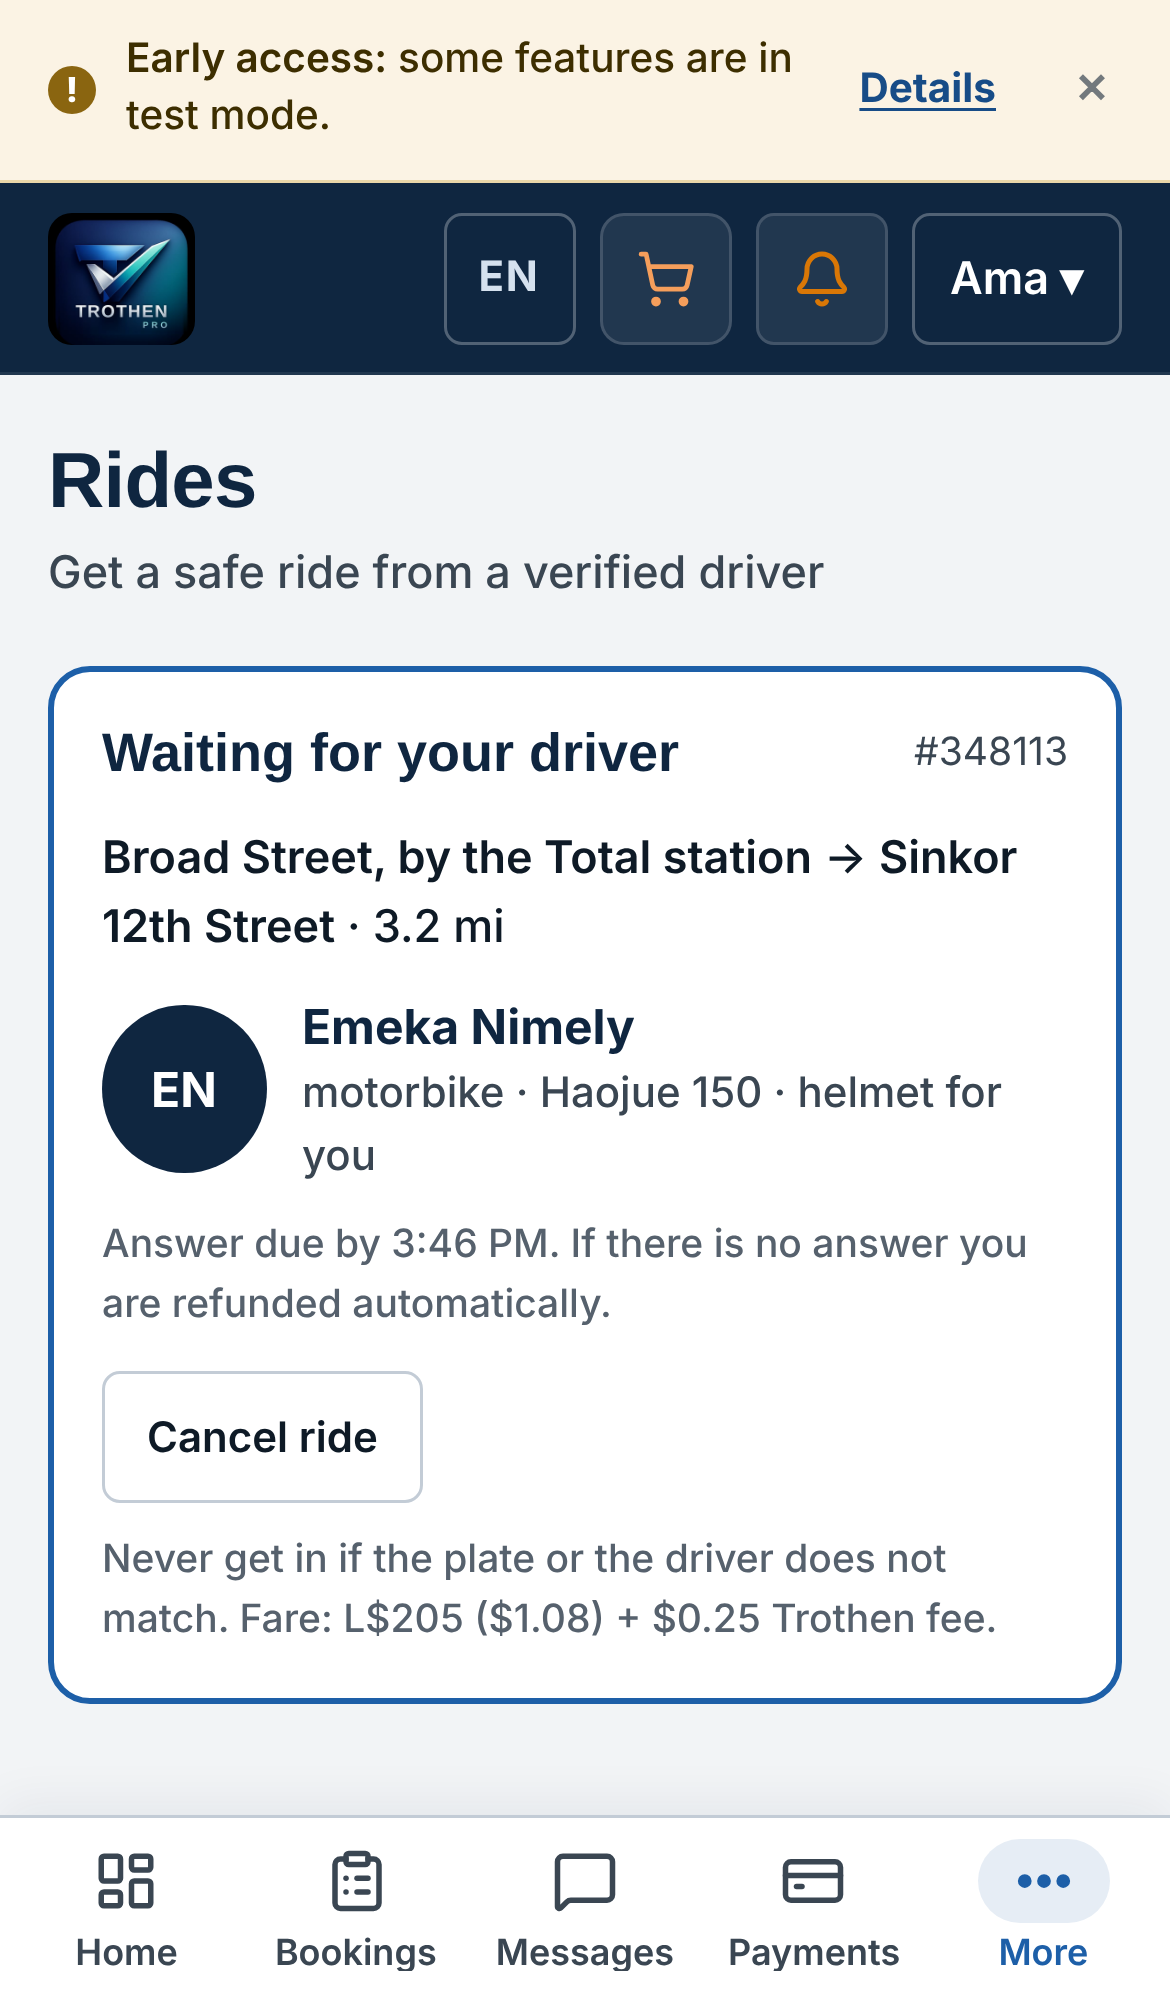 Early access: some features are in
test mode.
Details
×
TROTHEN
PRO
EN
Ama ▼
Rides
Get a safe ride from a verified driver
Waiting for your driver
#348113
Broad Street, by the Total station → Sinkor
12th Street · 3.2 mi
EN
Emeka Nimely
motorbike · Haojue 150 · helmet for
you
Answer due by 3:46 PM. If there is no answer you
are refunded automatically.
Cancel ride
Never get in if the plate or the driver does not
match. Fare: L$205 ($1.08) + $0.25 Trothen fee.
Home
Bookings
Messages
Payments
More